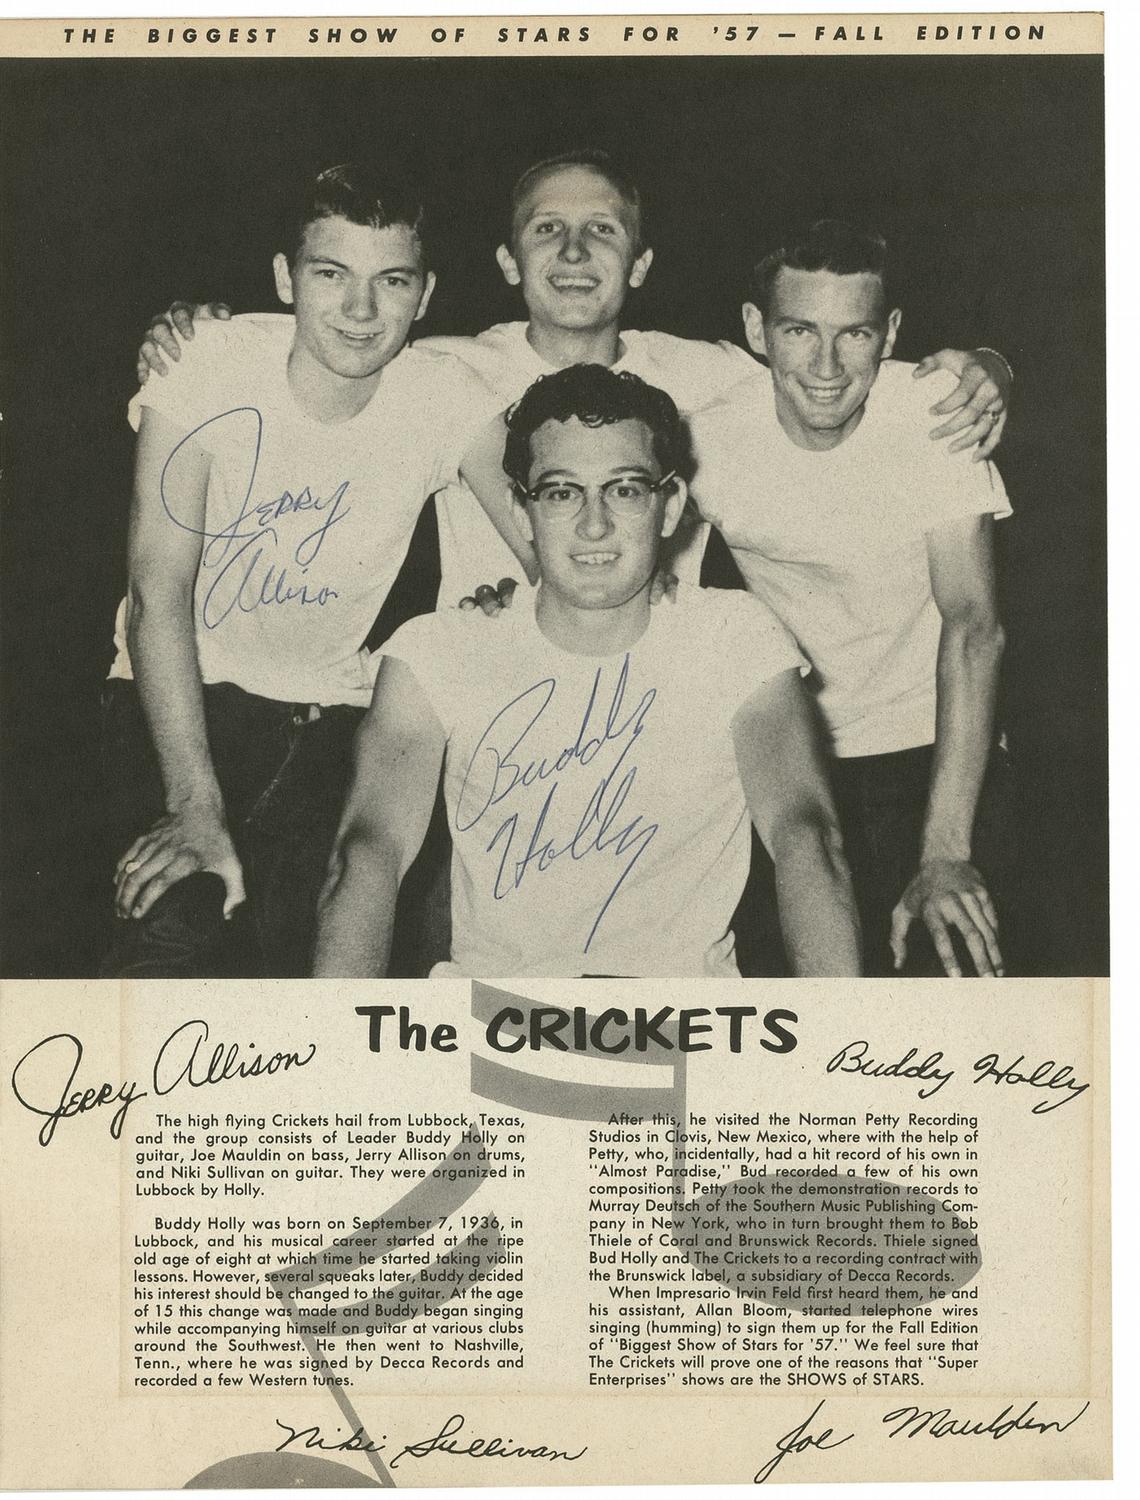 THE BIGGEST SHOW OF STARS FOR '57 — FALL EDITION
Jerry
Allison
Buddy
Holly
The CRICKETS
Jerry Allison
Buddy Holly
The high flying Crickets hail from Lubbock, Texas,
and the group consists of Leader Buddy Holly on
guitar, Joe Mauldin on bass, Jerry Allison on drums,
and Niki Sullivan on guitar. They were organized in
Lubbock by Holly.
Buddy Holly was born on September 7, 1936, in
Lubbock, and his musical career started at the ripe
old age of eight at which time he started taking violin
lessons. However, several squeaks later, Buddy decided
his interest should be changed to the guitar. At the age
of 15 this change was made and Buddy began singing
while accompanying himself on guitar at various clubs
around the Southwest. He then went to Nashville,
Tenn., where he was signed by Decca Records and
recorded a few Western tunes.
After this, he visited the Norman Petty Recording
Studios in Clovis, New Mexico, where with the help of
Petty, who, incidentally, had a hit record of his own in
"Almost Paradise," Bud recorded a few of his own
compositions. Petty took the demonstration records to
Murray Deutsch of the Southern Music Publishing Com-
pany in New York, who in turn brought them to Bob
Thiele of Coral and Brunswick Records. Thiele signed
Bud Holly and The Crickets to a recording contract with
the Brunswick label, a subsidiary of Decca Records.
When Impresario Irvin Feld first heard them, he and
his assistant, Allan Bloom, started telephone wires
singing (humming) to sign them up for the Fall Edition
of "Biggest Show of Stars for '57." We feel sure that
The Crickets will prove one of the reasons that "Super
Enterprises" shows are the SHOWS of STARS.
Niki Sullivan
Joe Mauldin